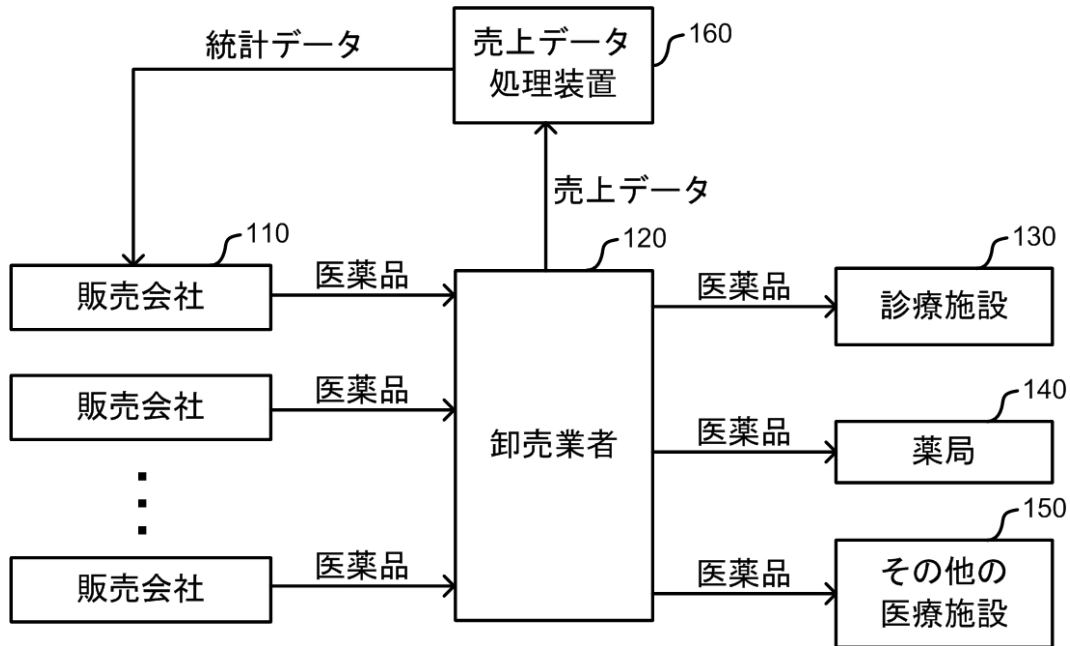 統計データ
売上データ
処理装置
160
売上データ
110
120
130
販売会社
医薬品
医薬品
診療施設
販売会社
医薬品
卸売業者
医薬品
140
薬局
150
販売会社
医薬品
医薬品
その他の
医療施設